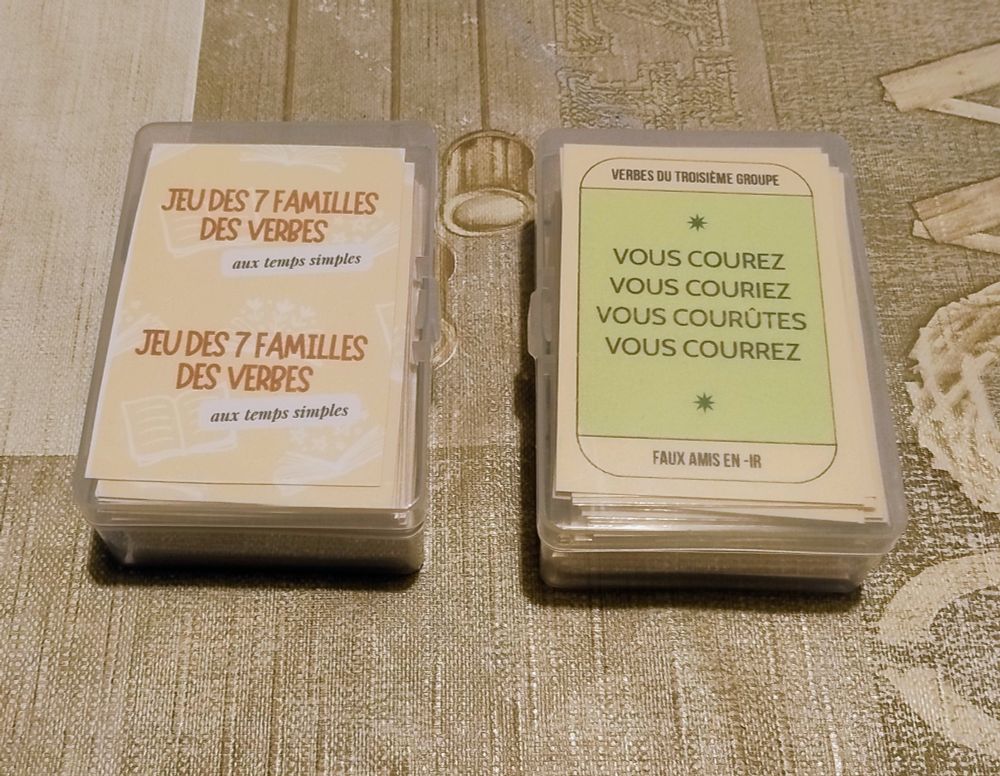 JEU DES 7 FAMILLES
DES VERBES
aux temps simples
JEU DES 7 FAMILLES
DES VERBES
aux temps simples
VERBES DU TROISIÈME GROUPE
VOUS COUREZ
VOUS COURIEZ
VOUS COURÛTES
VOUS COURREZ
FAUX AMIS EN -IR